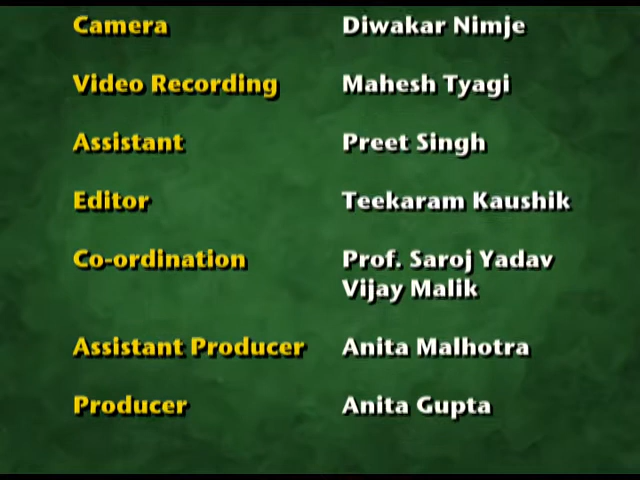 Camera Diwakar Nimje
Video Recording Mahesh Tyagi
Assistant Preet Singh
Editor Teekaram Kaushik
Co-ordination Prof. Saroj Yadav
Vijay Malik
Assistant Producer Anita Malhotra
Producer Anita Gupta